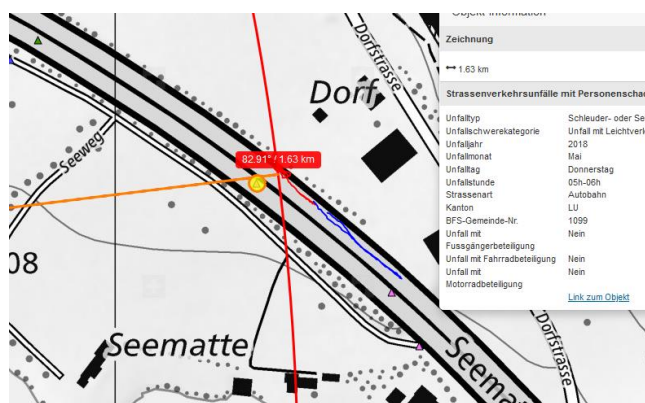 Objekt-Information
Zeichnung
1.63 km
Strassenverkehrsunfälle mit Personenscha
Unfalltyp Schleuder- oder Se
Unfallschwerekategorie Unfall mit Leichtverl
Unfalljahr 2018
Unfallmonat Mai
Unfalltag Donnerstag
Unfallstunde 05h-06h
Strassenart Autobahn
Kanton LU
BFS-Gemeinde-Nr. 1099
Unfall mit Nein
Fussgängerbeteiligung
Unfall mit Fahrradbeteiligung Nein
Unfall mit Nein
Motorradbeteiligung
Link zum Objekt
Dorfstrasse
Dorf
Seeweg
82.91° / 1.63 km
08
Seematte
Seematt
Dorfstrasse